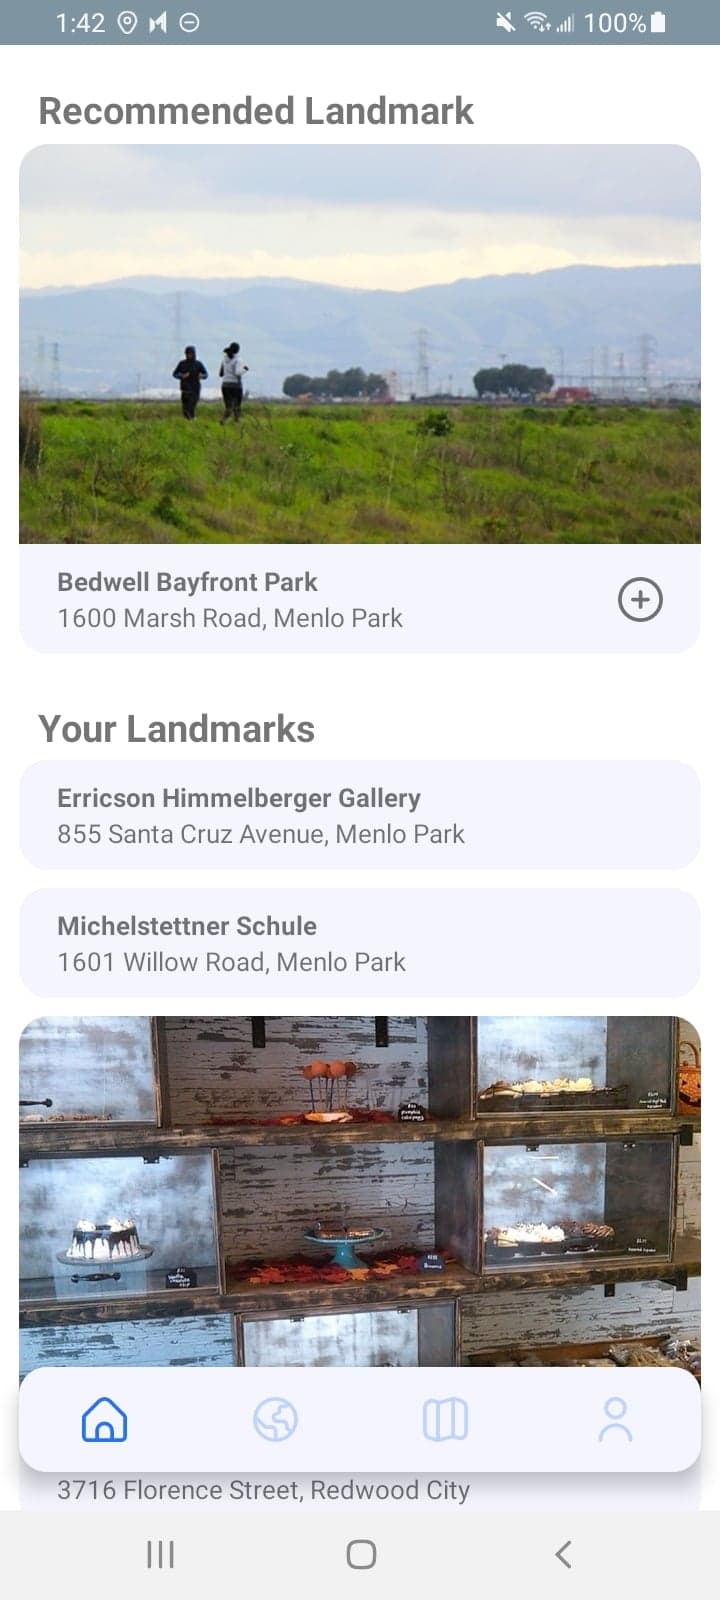 1:42
100%
Recommended Landmark
Bedwell Bayfront Park
1600 Marsh Road, Menlo Park
Your Landmarks
Erricson Himmelberger Gallery
855 Santa Cruz Avenue, Menlo Park
Michelstettner Schule
1601 Willow Road, Menlo Park
3716 Florence Street, Redwood City